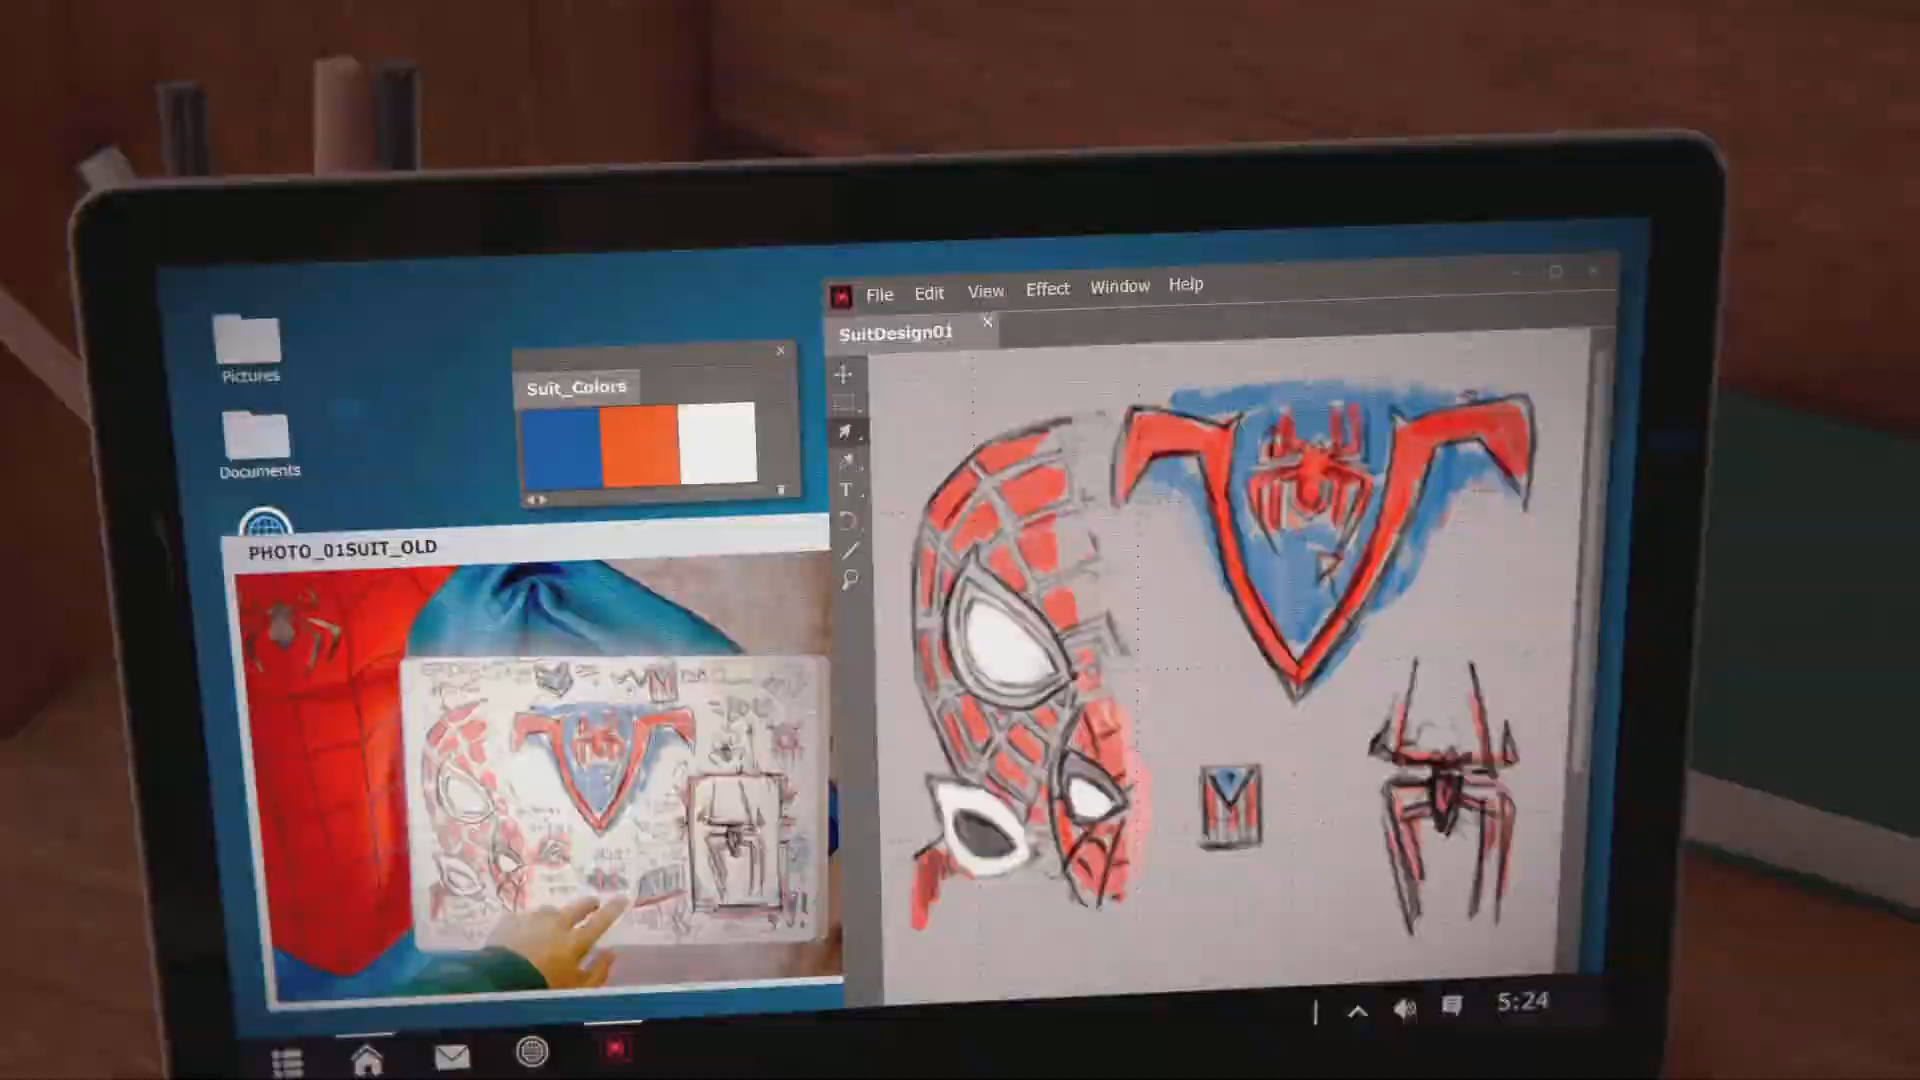 File Edit View Effect Window Help
SuitDesign01
Pictures
Suit_Colors
Documents
PHOTO_01SUIT_OLD
T
5:24